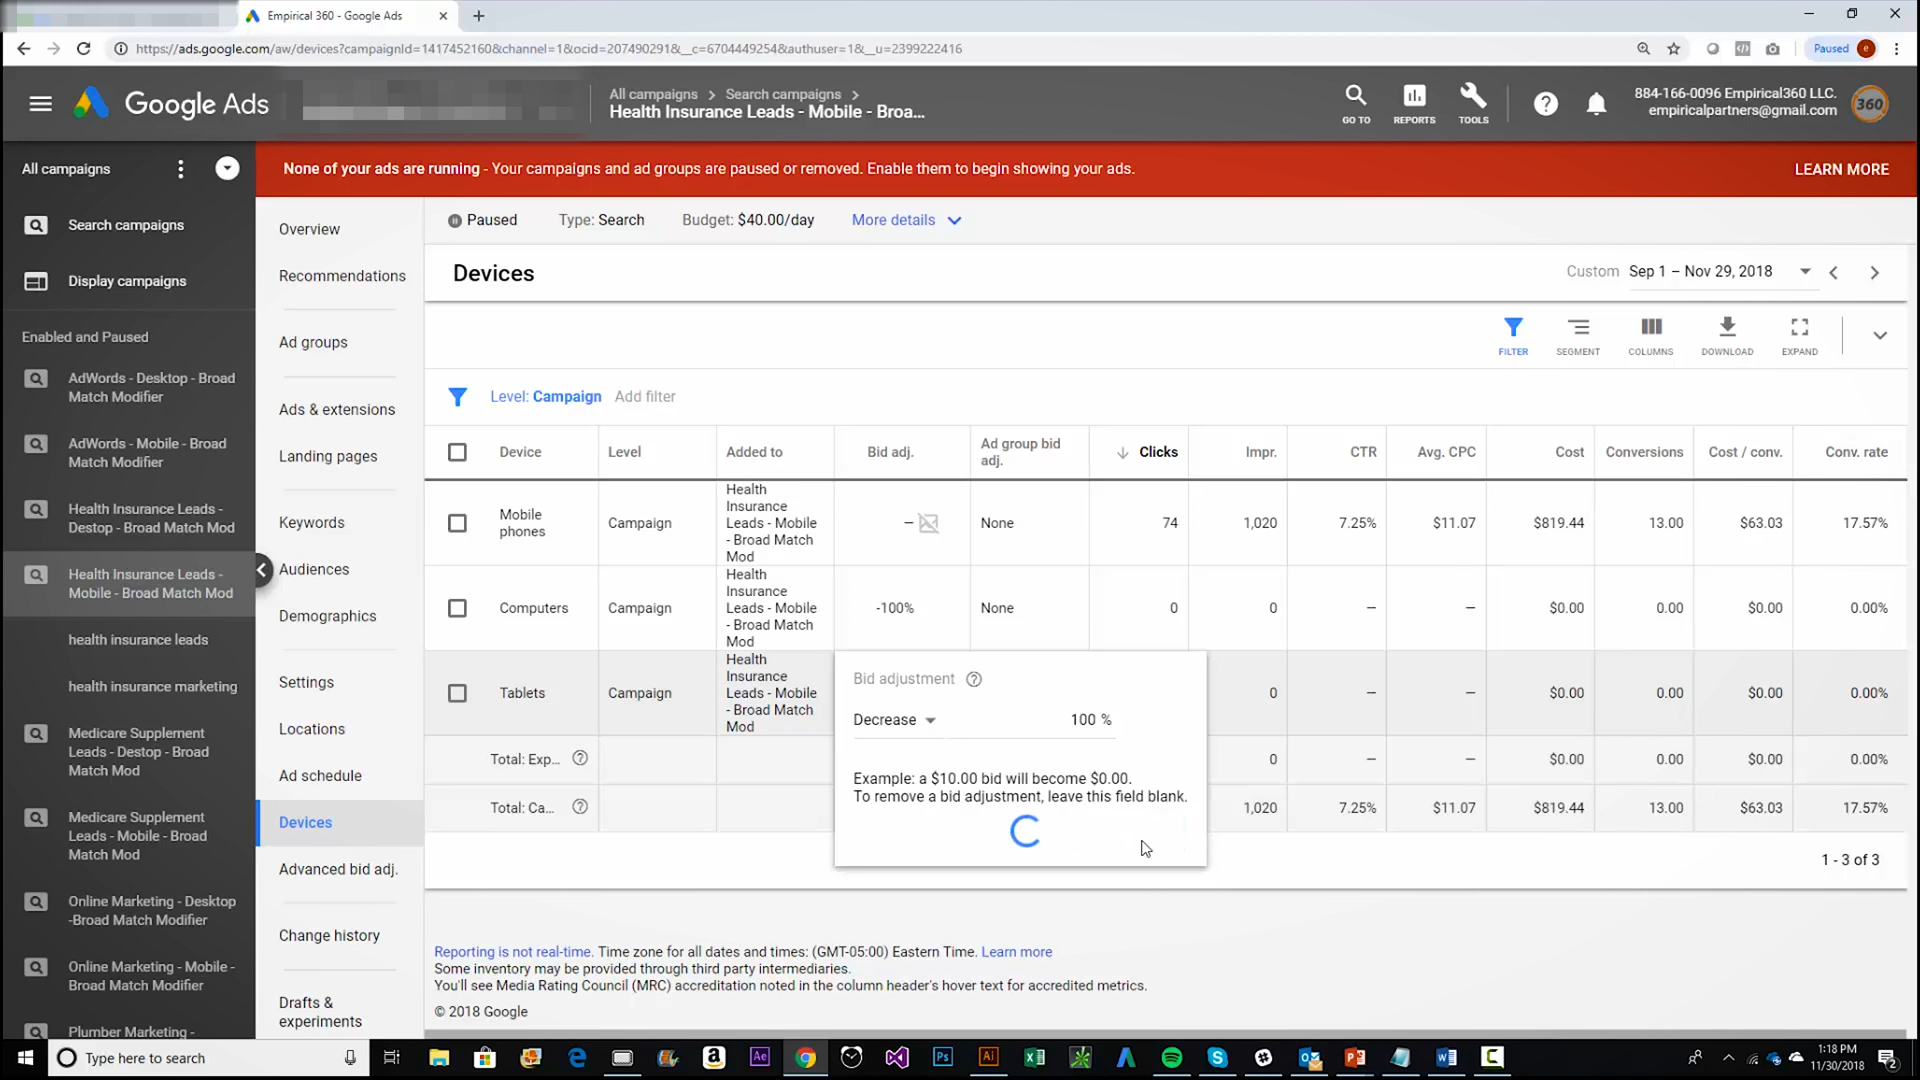 Empirical 360 - Google Ads
https://ads.google.com/aw/devices?campaignId=1417452160&channel=1&ocid=207490291&__c=6704449254&authuser=1&__u=2399222416
Paused
e
Google Ads
All campaigns > Search campaigns >
Health Insurance Leads - Mobile - Broa...
GO TO
REPORTS
TOOLS
884-166-0096 Empirical360 LLC.
empiricalpartners@gmail.com
360
All campaigns
None of your ads are running - Your campaigns and ad groups are paused or removed. Enable them to begin showing your ads.
LEARN MORE
Search campaigns
Display campaigns
Enabled and Paused
AdWords - Desktop - Broad
Match Modifier
AdWords - Mobile - Broad
Match Modifier
Health Insurance Leads -
Destop - Broad Match Mod
Health Insurance Leads -
Mobile - Broad Match Mod
health insurance leads
health insurance marketing
Medicare Supplement
Leads - Destop - Broad
Match Mod
Medicare Supplement
Leads - Mobile - Broad
Match Mod
Online Marketing - Desktop
-Broad Match Modifier
Online Marketing - Mobile -
Broad Match Modifier
Plumber Marketing -
Overview
Recommendations
Ad groups
Ads & extensions
Landing pages
Keywords
Audiences
Demographics
Settings
Locations
Ad schedule
Devices
Advanced bid adj.
Change history
Drafts &
experiments
Paused Type: Search Budget: $40.00/day More details
Devices
Custom Sep 1 – Nov 29, 2018
FILTER
SEGMENT
COLUMNS
DOWNLOAD
EXPAND
Level: Campaign Add filter
Device Level Added to Bid adj. Ad group bid
adj.
Clicks Impr. CTR Avg. CPC Cost Conversions Cost / conv. Conv. rate
Mobile
phones
Campaign
Health
Insurance
Leads - Mobile
- Broad Match
Mod
– None 74 1,020 7.25% $11.07 $819.44 13.00 $63.03 17.57%
Computers
Campaign
Health
Insurance
Leads - Mobile
- Broad Match
Mod
-100% None 0 0 – – $0.00 0.00 $0.00 0.00%
Tablets
Campaign
Health
Insurance
Leads - Mobile
- Broad Match
Mod
0 – – $0.00 0.00 $0.00 0.00%
Total: Exp... 0 – – $0.00 0.00 $0.00 0.00%
Total: Ca... 1,020 7.25% $11.07 $819.44 13.00 $63.03 17.57%
Bid adjustment
Decrease 100 %
Example: a $10.00 bid will become $0.00.
To remove a bid adjustment, leave this field blank.
1 - 3 of 3
Reporting is not real-time. Time zone for all dates and times: (GMT-05:00) Eastern Time. Learn more
Some inventory may be provided through third party intermediaries.
You'll see Media Rating Council (MRC) accreditation noted in the column header's hover text for accredited metrics.
© 2018 Google
Type here to search
1:18 PM
11/30/2018
2